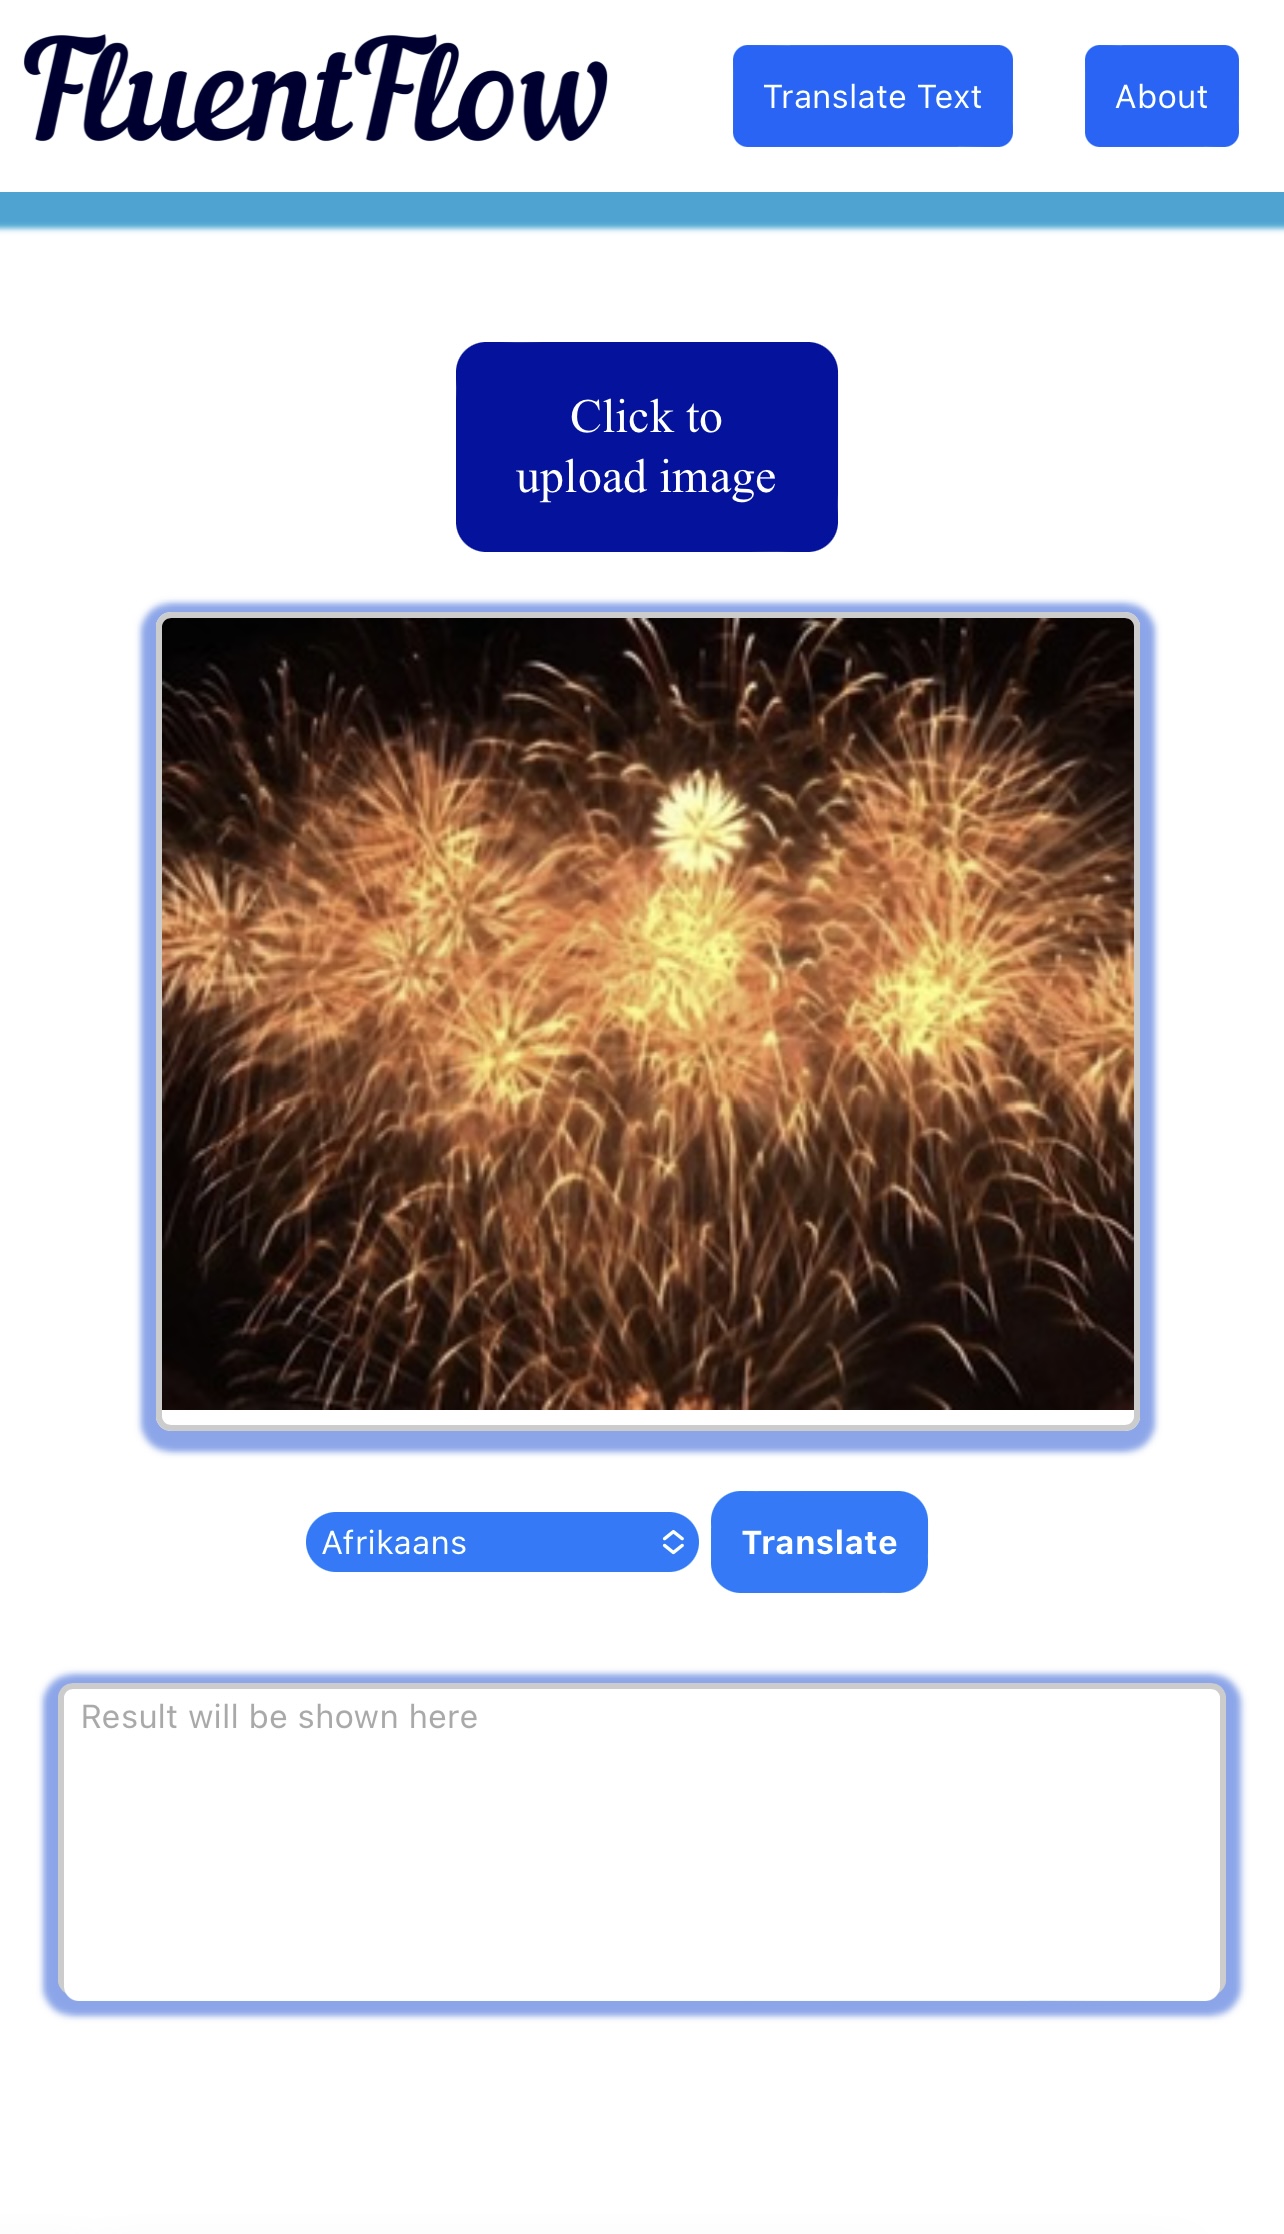 FluentFlow
Translate Text
About
Click to
upload image
Afrikaans
Translate
Result will be shown here